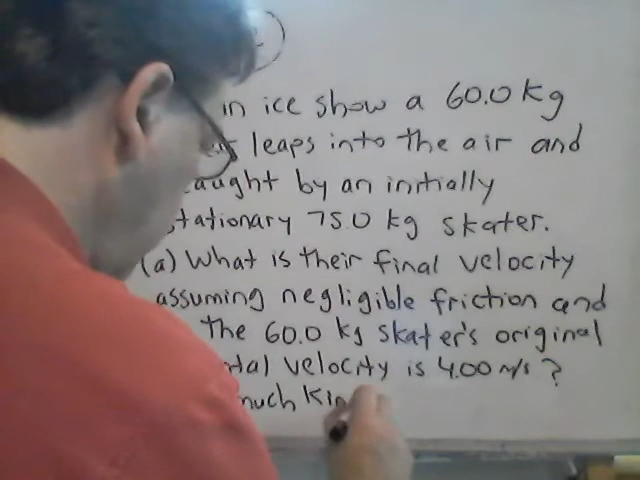 in ice show a 60.0 kg
leaps into the air and
caught by an initially
stationary 75.0 kg skater.
(a) What is their final velocity
assuming negligible friction and
the 60.0 kg skater's original
velocity is 4.00 m/s?
much Kin